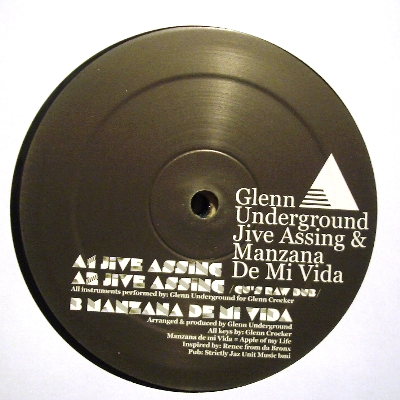 Glenn
Underground
Jive Assing &
Manzana
De Mi Vida
A1 JIVE ASSING
A2 JIVE ASSING /GU'S RAW DUB/
All instruments performed by: Glenn Underground for Glenn Crocker
B MANZANA DE MI VIDA
Arranged & produced by Glenn Underground
All keys by: Glenn Crocker
Manzana de mi Vida = Apple of my Life
Inspired by: Renee from da Bronx
Pub: Strictly Jaz Unit Music bmi